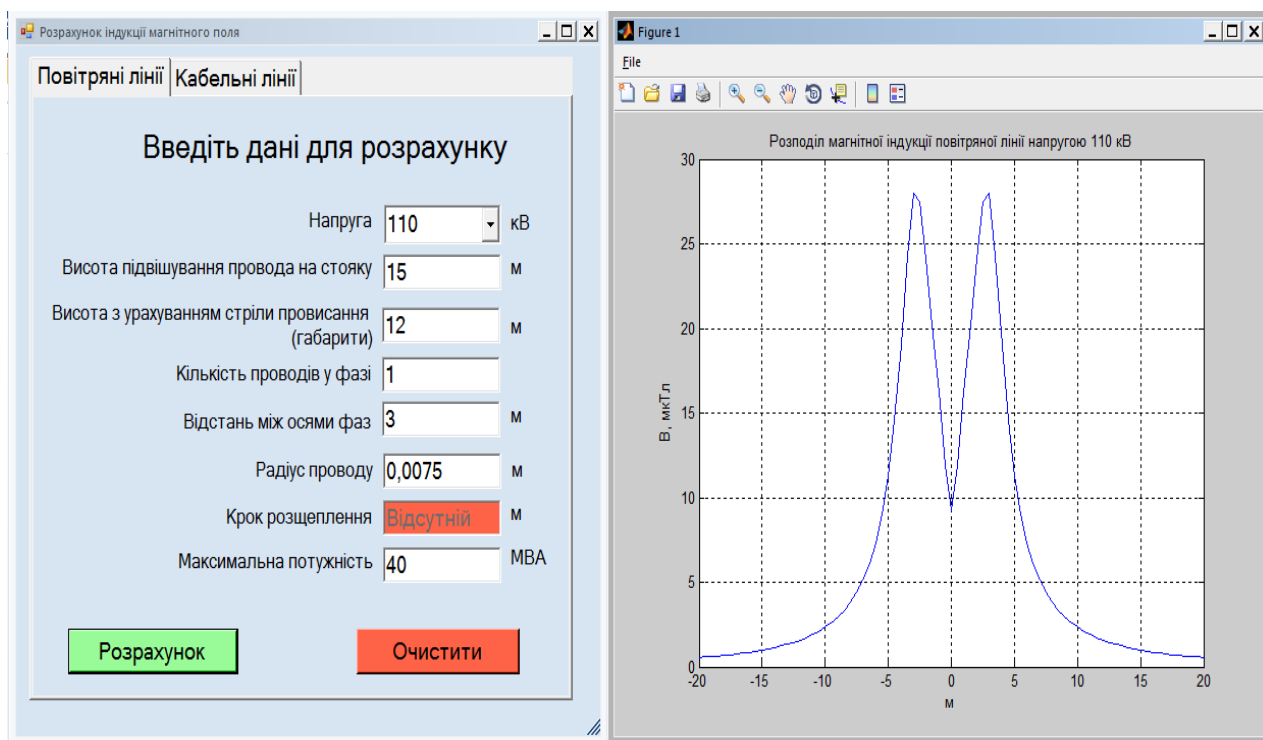 Розрахунок індукції магнітного поля
Повітряні лінії
Кабельні лінії
Введіть дані для розрахунку
Напруга 110 кВ
Висота підвішування провода на стояку 15 м
Висота з урахуванням стріли провисання
(габарити) 12 м
Кількість проводів у фазі 1
Відстань між осями фаз 3 м
Радіус проводу 0,0075 м
Крок розщеплення Відсутній м
Максимальна потужність 40 МВА
Розрахунок
Очистити
Figure 1
File
Розподіл магнітної індукції повітряної лінії напругою 110 кВ
30
25
20
15
10
5
0
В, мкТл
-20 -15 -10 -5 0 5 10 15 20
м